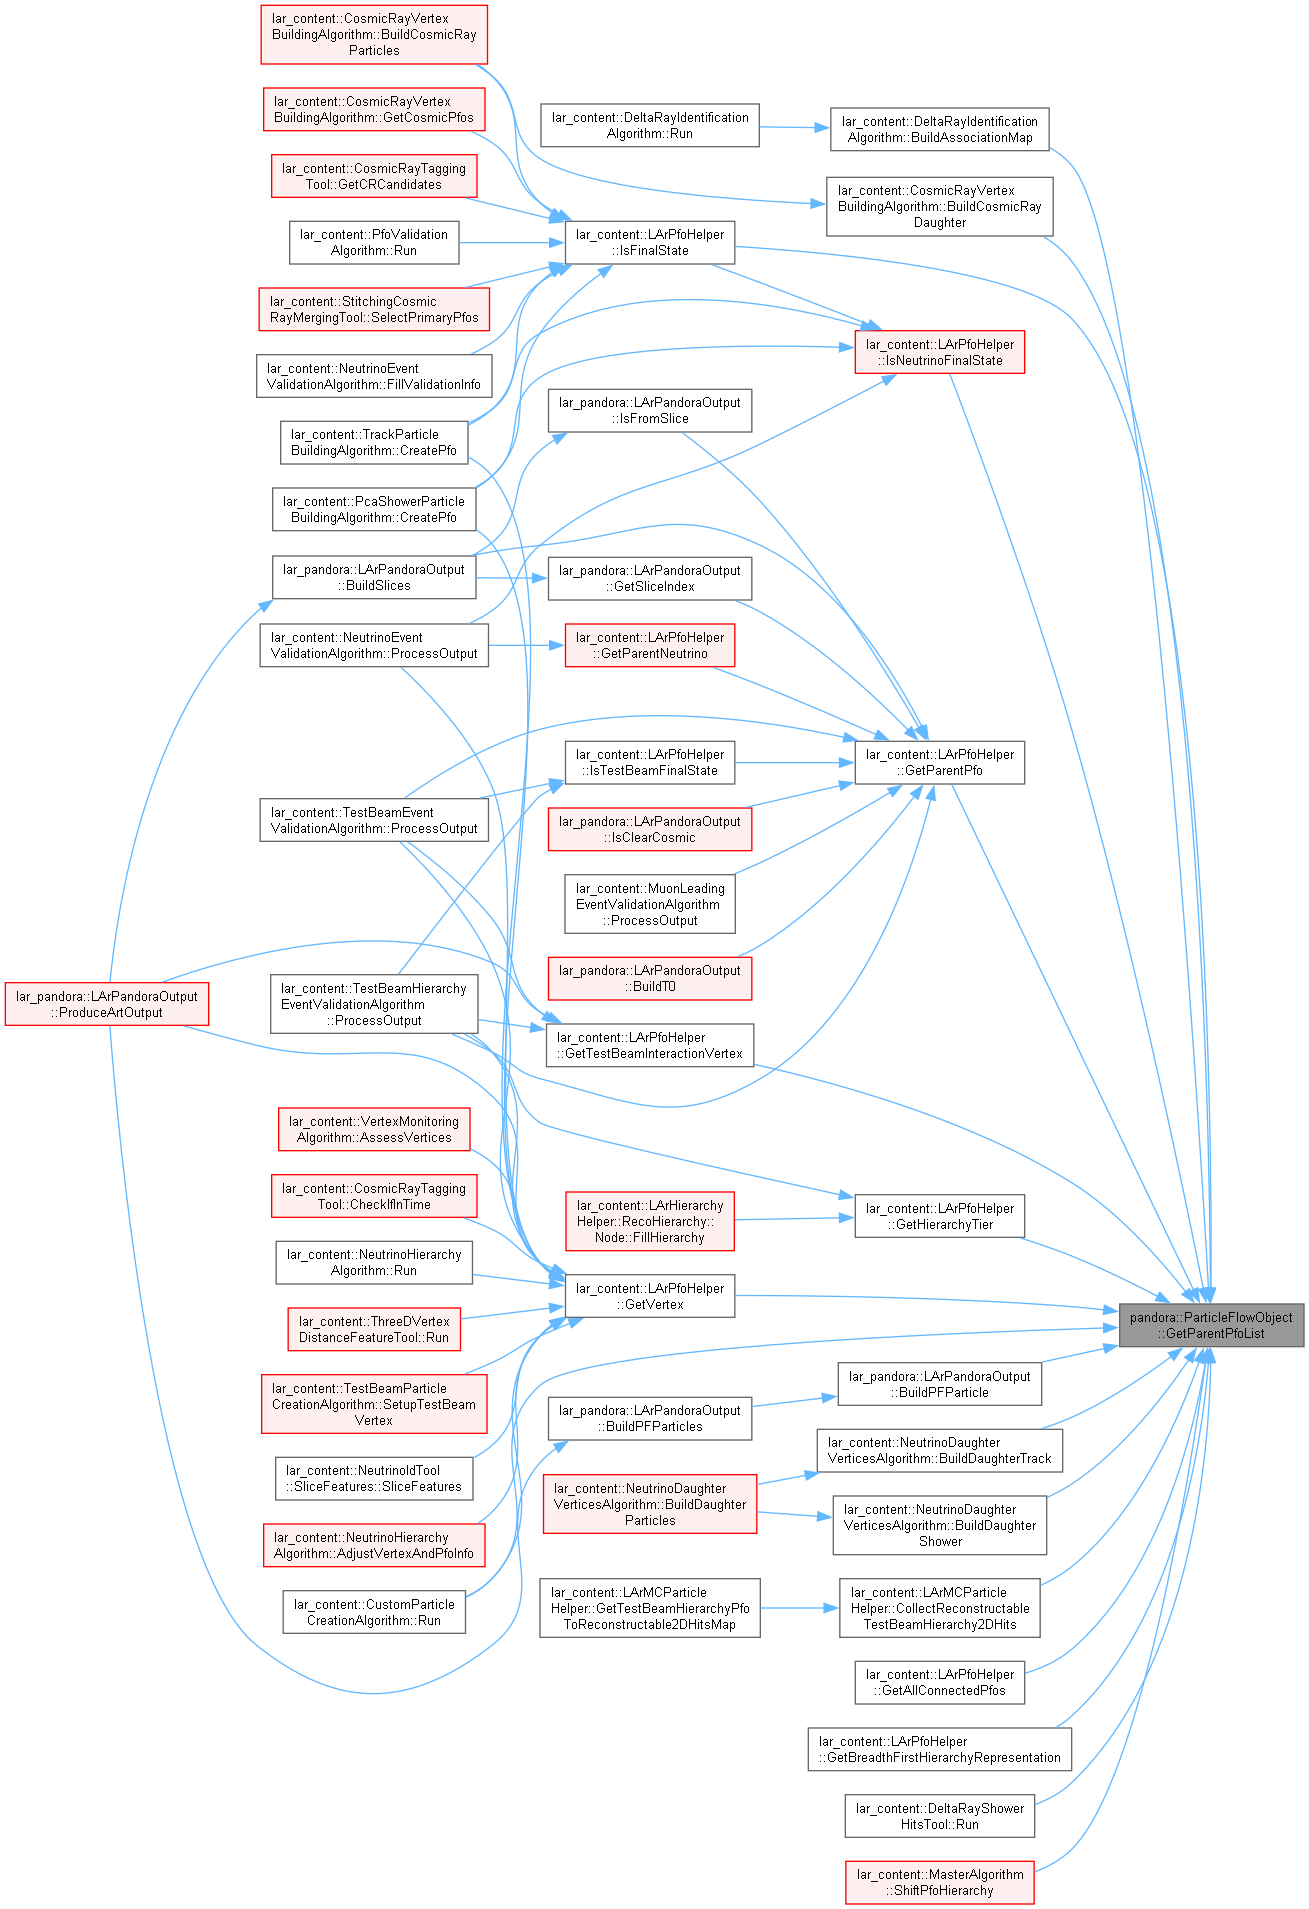 lar_content::CosmicRayVertex
BuildingAlgorithm::BuildCosmicRay
Particles
lar_content::CosmicRayVertex
BuildingAlgorithm::GetCosmicPfos
lar_content::CosmicRayTagging
Tool::GetCRCandidates
lar_content::PfoValidation
Algorithm::Run
lar_content::StitchingCosmic
RayMergingTool::SelectPrimaryPfos
lar_content::NeutrinoEvent
ValidationAlgorithm::FillValidationInfo
lar_content::TrackParticle
BuildingAlgorithm::CreatePfo
lar_content::PcaShowerParticle
BuildingAlgorithm::CreatePfo
lar_pandora::LArPandoraOutput
::BuildSlices
lar_content::NeutrinoEvent
ValidationAlgorithm::ProcessOutput
lar_content::TestBeamEvent
ValidationAlgorithm::ProcessOutput
lar_pandora::LArPandoraOutput
::ProduceArtOutput
lar_content::TestBeamHierarchy
EventValidationAlgorithm
::ProcessOutput
lar_content::VertexMonitoring
Algorithm::AssessVertices
lar_content::CosmicRayTagging
Tool::CheckIfInTime
lar_content::NeutrinoHierarchy
Algorithm::Run
lar_content::ThreeDVertex
DistanceFeatureTool::Run
lar_content::TestBeamParticle
CreationAlgorithm::SetupTestBeam
Vertex
lar_content::NeutrinoIdTool
::SliceFeatures::SliceFeatures
lar_content::NeutrinoHierarchy
Algorithm::AdjustVertexAndPfoInfo
lar_content::CustomParticle
CreationAlgorithm::Run
lar_content::DeltaRayIdentification
Algorithm::Run
lar_content::LArPfoHelper
::IsFinalState
lar_pandora::LArPandoraOutput
::IsFromSlice
lar_pandora::LArPandoraOutput
::GetSliceIndex
lar_content::LArPfoHelper
::GetParentNeutrino
lar_content::LArPfoHelper
::IsTestBeamFinalState
lar_pandora::LArPandoraOutput
::IsClearCosmic
lar_content::MuonLeading
EventValidationAlgorithm
::ProcessOutput
lar_pandora::LArPandoraOutput
::BuildT0
lar_content::LArPfoHelper
::GetTestBeamInteractionVertex
lar_content::LArHierarchy
Helper::RecoHierarchy::
Node::FillHierarchy
lar_content::LArPfoHelper
::GetVertex
lar_pandora::LArPandoraOutput
::BuildPFParticles
lar_content::NeutrinoDaughter
VerticesAlgorithm::BuildDaughter
Particles
lar_content::LArMCParticle
Helper::GetTestBeamHierarchyPfo
ToReconstructable2DHitsMap
lar_content::DeltaRayIdentification
Algorithm::BuildAssociationMap
lar_content::CosmicRayVertex
BuildingAlgorithm::BuildCosmicRay
Daughter
lar_content::LArPfoHelper
::IsNeutrinoFinalState
lar_content::LArPfoHelper
::GetParentPfo
lar_content::LArPfoHelper
::GetHierarchyTier
lar_pandora::LArPandoraOutput
::BuildPFParticle
lar_content::NeutrinoDaughter
VerticesAlgorithm::BuildDaughterTrack
lar_content::NeutrinoDaughter
VerticesAlgorithm::BuildDaughter
Shower
lar_content::LArMCParticle
Helper::CollectReconstructable
TestBeamHierarchy2DHits
lar_content::LArPfoHelper
::GetAllConnectedPfos
lar_content::LArPfoHelper
::GetBreadthFirstHierarchyRepresentation
lar_content::DeltaRayShower
HitsTool::Run
lar_content::MasterAlgorithm
::ShiftPfoHierarchy
pandora::ParticleFlowObject
::GetParentPfoList